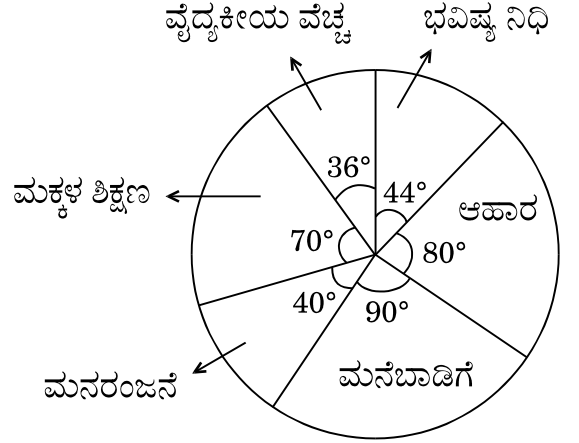 ವೈದ್ಯಕೀಯ ವೆಚ್ಚ
ಭವಿಷ್ಯ ನಿಧಿ
36°
44°
ಮಕ್ಕಳ ಶಿಕ್ಷಣ
ಆಹಾರ
70°
80°
40°
90°
ಮನರಂಜನೆ
ಮನೆಬಾಡಿಗೆ